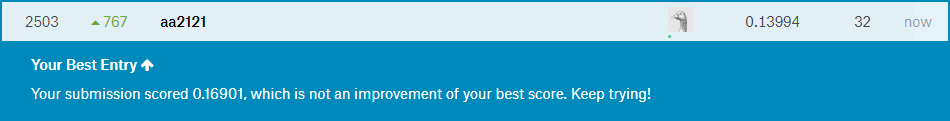 2503 767 aa2121 0.13994 32 now
Your Best Entry
Your submission scored 0.16901, which is not an improvement of your best score. Keep trying!